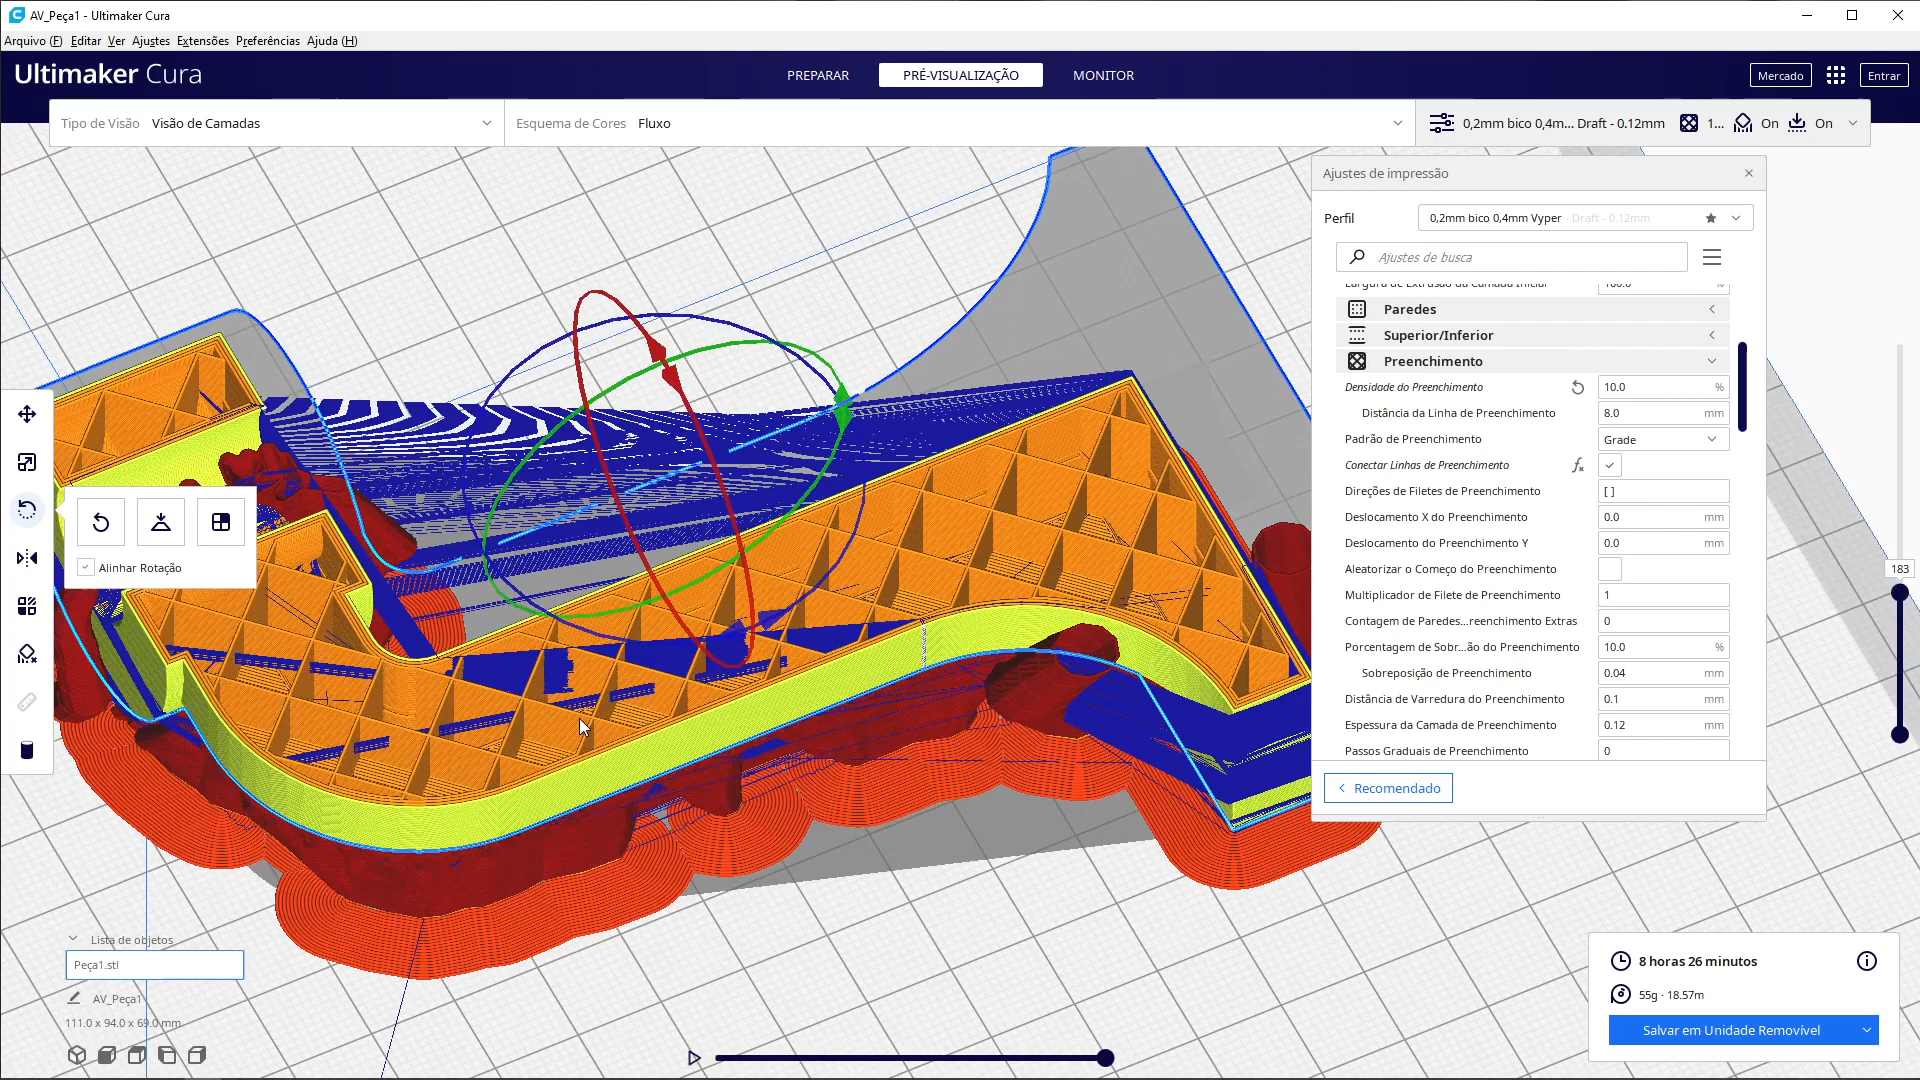 AV_Peça1 - Ultimaker Cura
Arquivo (F) Editar Ver Ajustes Extensões Preferências Ajuda (H)
Ultimaker Cura
PREPARAR
PRÉ-VISUALIZAÇÃO
MONITOR
Mercado
Entrar
Tipo de Visão Visão de Camadas
Esquema de Cores Fluxo
0,2mm bico 0,4m... Draft - 0.12mm
1...
On
On
Ajustes de impressão
Perfil
0,2mm bico 0,4mm Vyper - Draft - 0.12mm
Ajustes de busca
Largura de Extrusão da Camada Inicial 100.0 %
Paredes
Superior/Inferior
Preenchimento
Densidade do Preenchimento 10.0 %
Distância da Linha de Preenchimento 8.0 mm
Padrão de Preenchimento Grade
Conectar Linhas de Preenchimento
Direções de Filetes de Preenchimento [ ]
Deslocamento X do Preenchimento 0.0 mm
Deslocamento do Preenchimento Y 0.0 mm
Aleatorizar o Começo do Preenchimento
Multiplicador de Filete de Preenchimento 1
Contagem de Paredes...reenchimento Extras 0
Porcentagem de Sobr...ão do Preenchimento 10.0 %
Sobreposição de Preenchimento 0.04 mm
Distância de Varredura do Preenchimento 0.1 mm
Espessura da Camada de Preenchimento 0.12 mm
Passos Graduais de Preenchimento 0
Recomendado
183
Alinhar Rotação
Lista de objetos
Peça1.stl
AV_Peça1
111.0 x 94.0 x 69.0 mm
8 horas 26 minutos
55g · 18.57m
Salvar em Unidade Removível